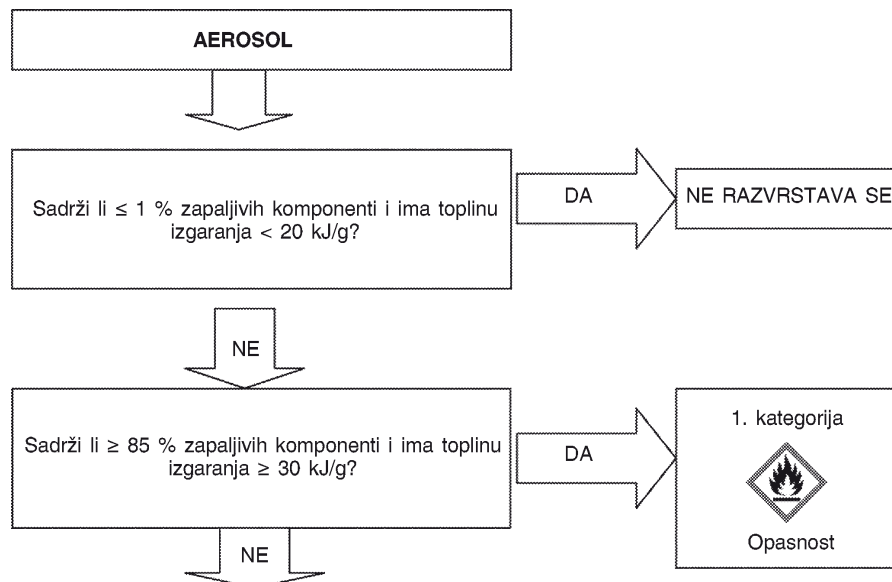 AEROSOL
Sadrži li ≤ 1 % zapaljivih komponenti i ima toplinu
izgaranja < 20 kJ/g?
DA
NE RAZVRSTAVA SE
NE
Sadrži li ≥ 85 % zapaljivih komponenti i ima toplinu
izgaranja ≥ 30 kJ/g?
DA
1. kategorija
Opasnost
NE